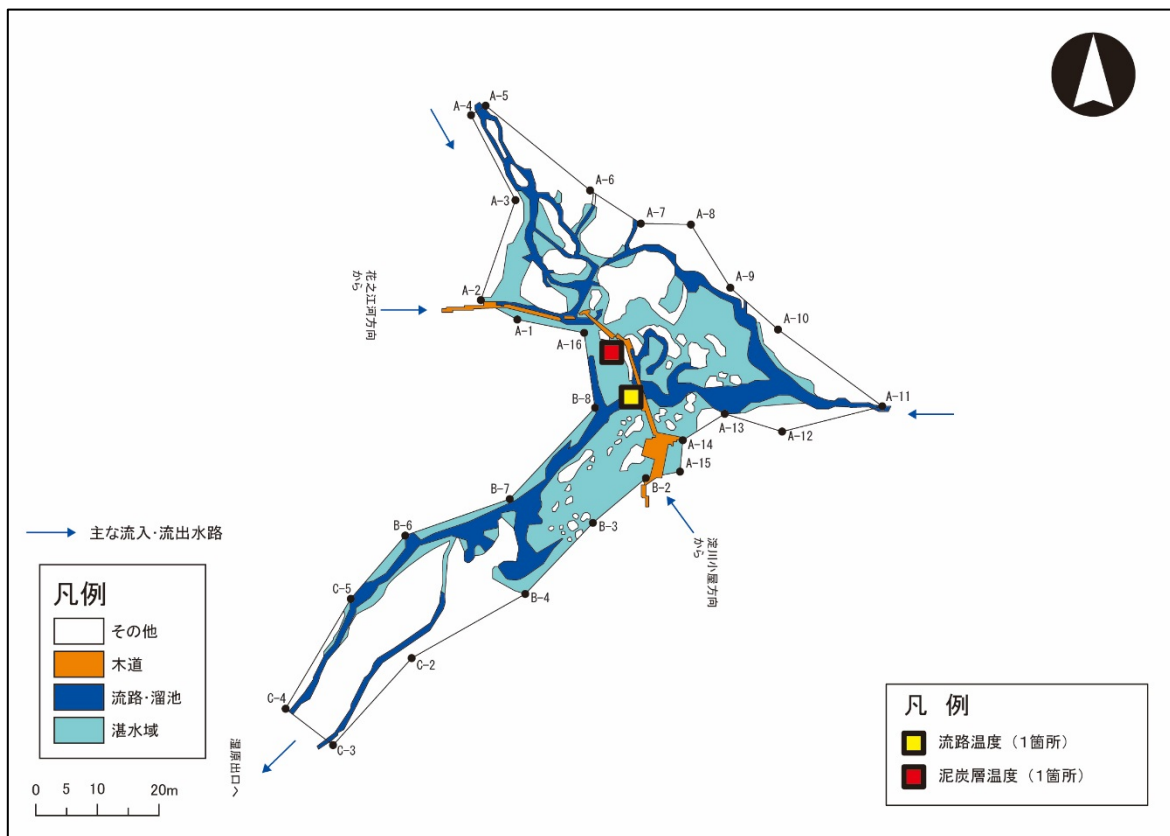 A-5
A-4
A-6
A-3
A-7
A-8
A-9
花之江河方向
から
A-2
A-1
A-10
A-16
B-8
A-11
A-13
A-12
A-14
A-15
B-2
B-7
B-3
B-6
淀川小屋方向
から
主な流入・流出水路
C-5
B-4
C-2
C-4
C-3
湿原出口へ
凡例
その他
木道
流路・溜池
湛水域
0 5 10 20m
凡 例
流路温度（1箇所）
泥炭層温度（1箇所）